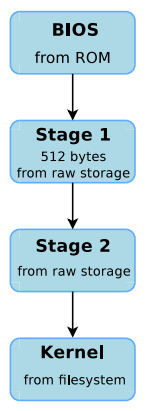 BIOS
from ROM
Stage 1
512 bytes
from raw storage
Stage 2
from raw storage
Kernel
from filesystem